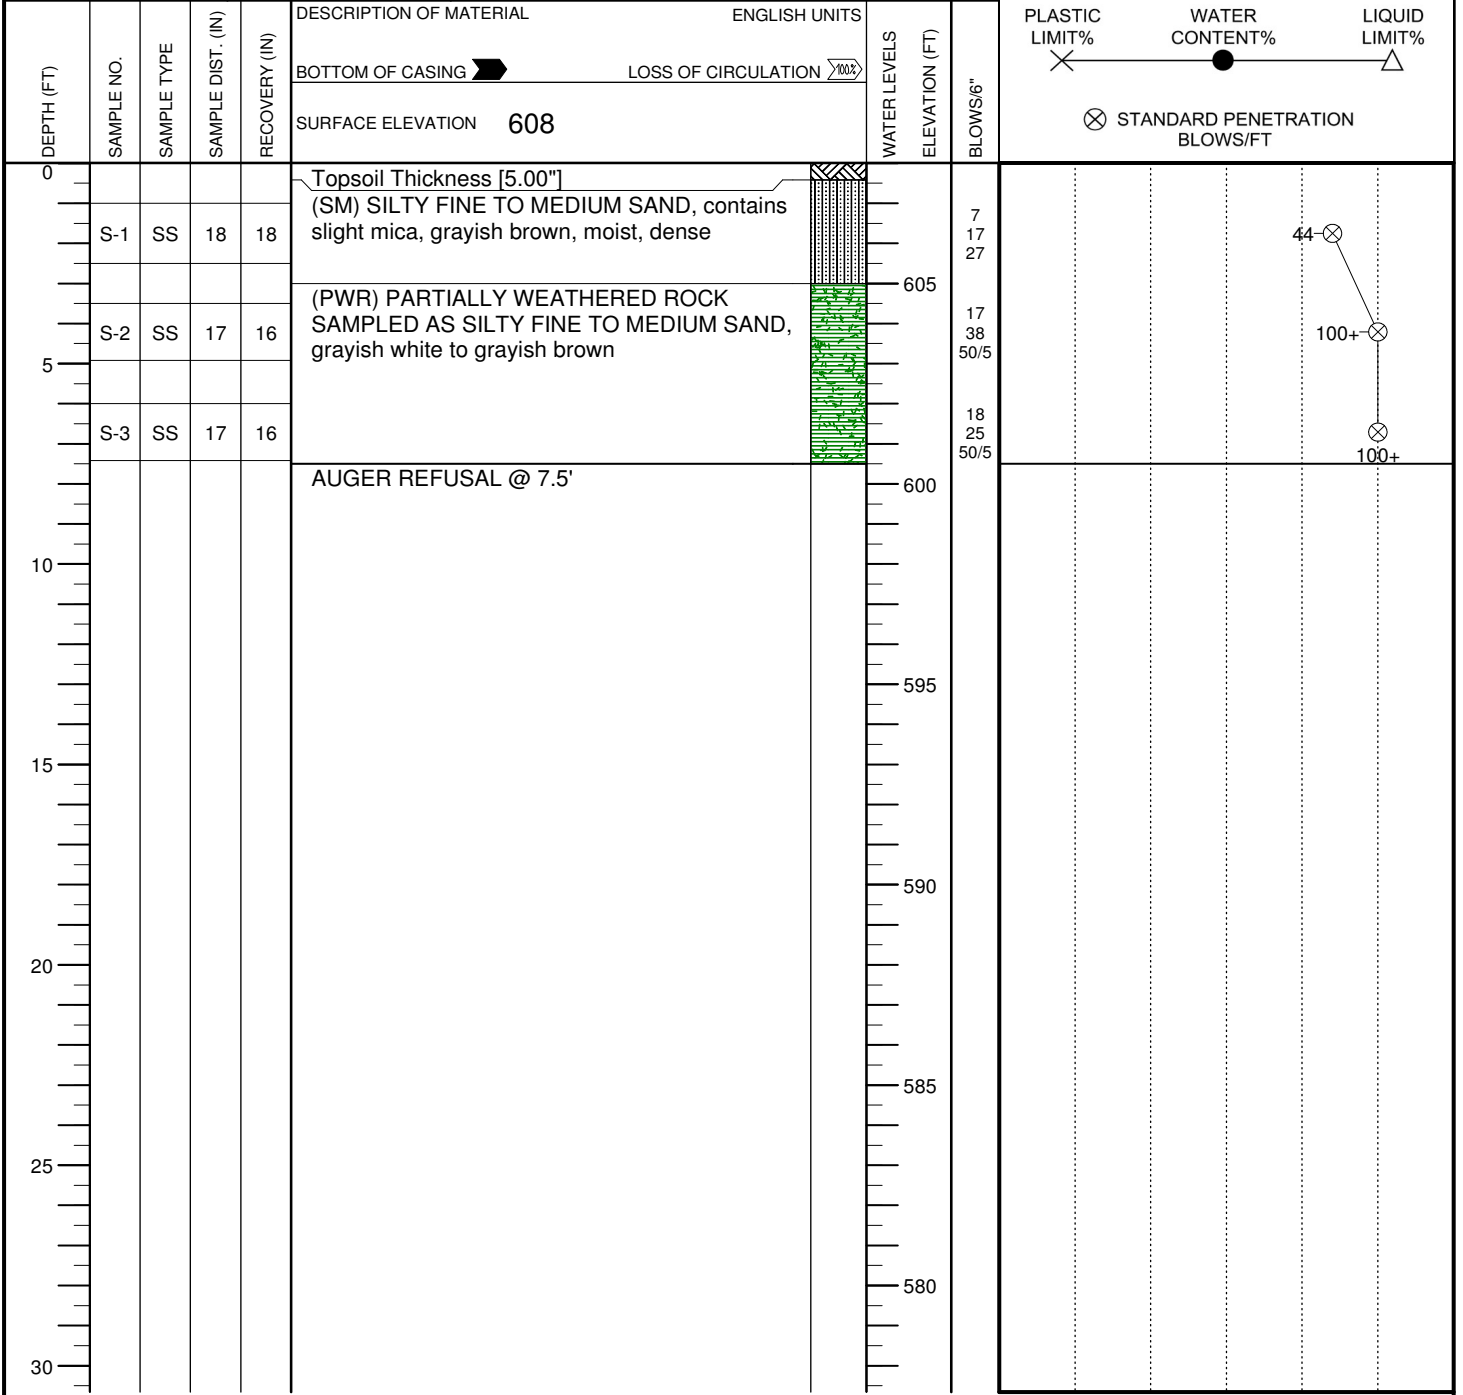 DEPTH (FT)
SAMPLE NO.
SAMPLE TYPE
SAMPLE DIST. (IN)
RECOVERY (IN)
DESCRIPTION OF MATERIAL ENGLISH UNITS
BOTTOM OF CASING LOSS OF CIRCULATION 100%
SURFACE ELEVATION 608
WATER LEVELS
ELEVATION (FT)
BLOWS/6"
PLASTIC LIMIT%
WATER CONTENT%
LIQUID LIMIT%
STANDARD PENETRATION
BLOWS/FT
0
Topsoil Thickness [5.00"]
(SM) SILTY FINE TO MEDIUM SAND, contains
slight mica, grayish brown, moist, dense
S-1 SS 18 18
7
17
27
44
605
(PWR) PARTIALLY WEATHERED ROCK
SAMPLED AS SILTY FINE TO MEDIUM SAND,
grayish white to grayish brown
S-2 SS 17 16
17
38
50/5
100+
5
S-3 SS 17 16
18
25
50/5
100+
AUGER REFUSAL @ 7.5'
600
10
595
15
590
20
585
25
580
30